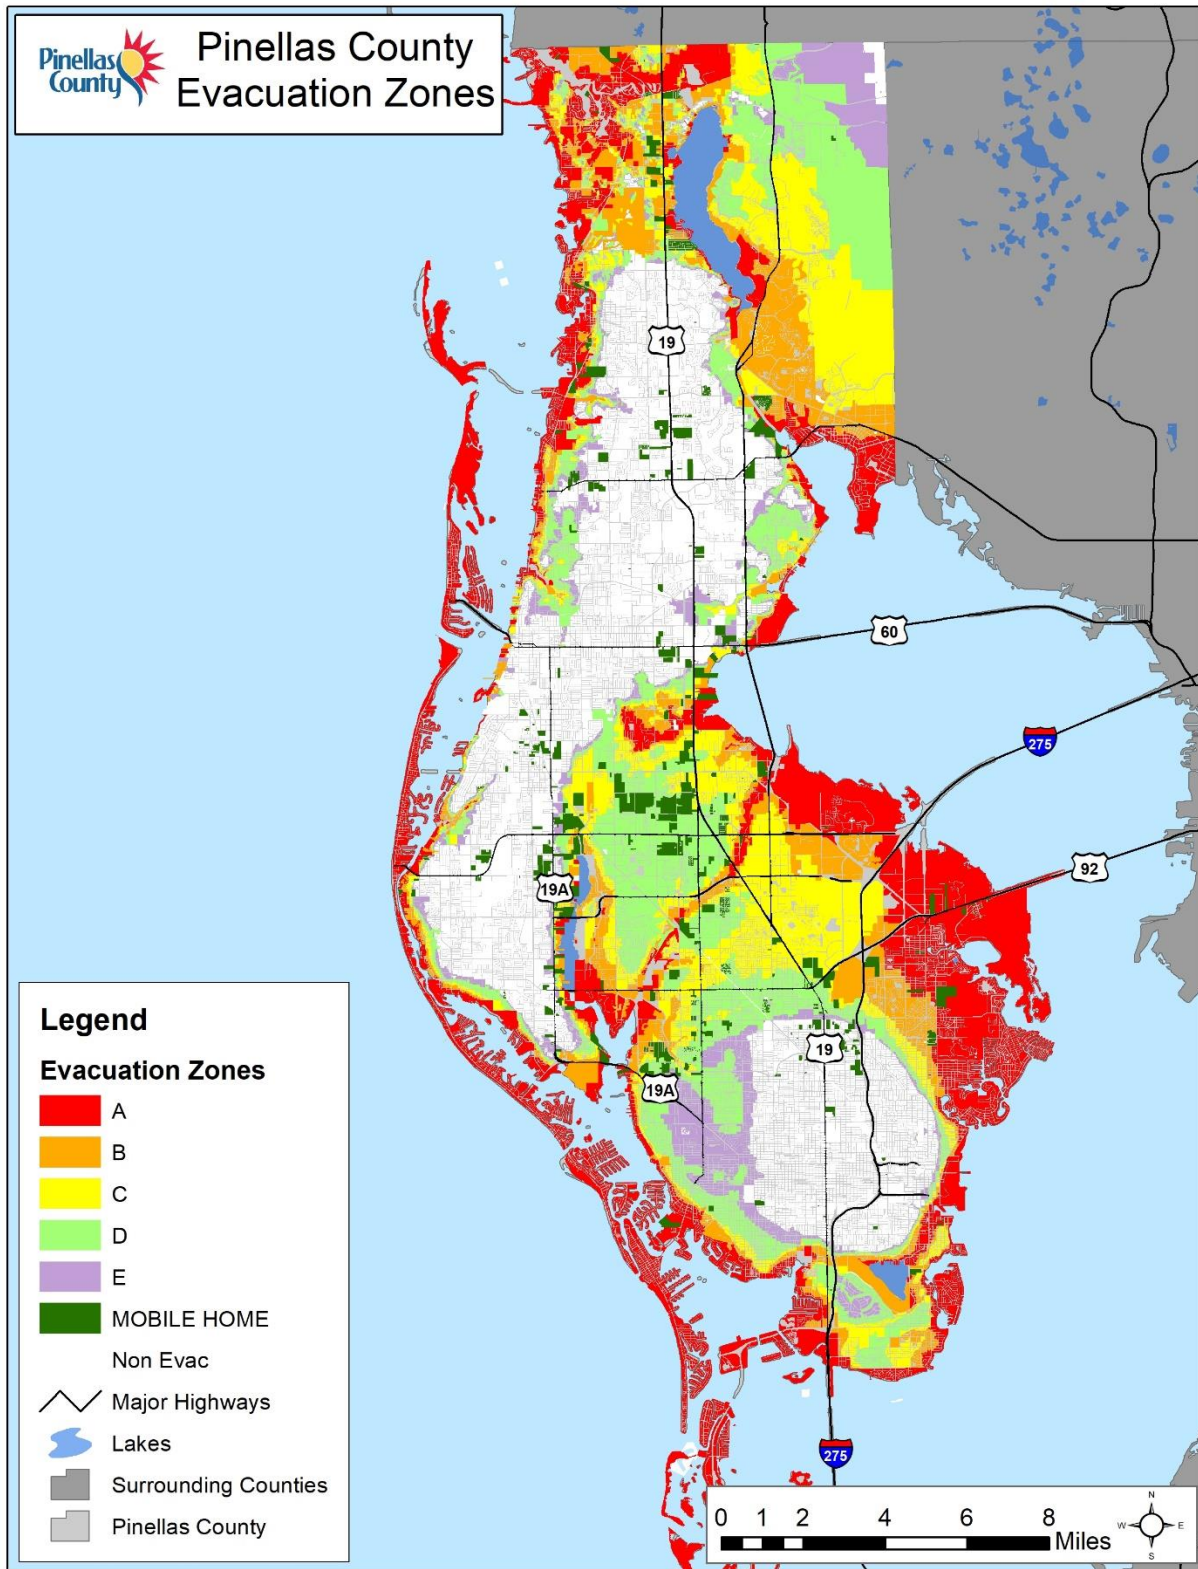 Pinellas
County
Pinellas County
Evacuation Zones
19
60
275
92
19A
19
19A
275
Legend
Evacuation Zones
A
B
C
D
E
MOBILE HOME
Non Evac
Major Highways
Lakes
Surrounding Counties
Pinellas County
0 1 2 4 6 8
Miles
N
W E
S